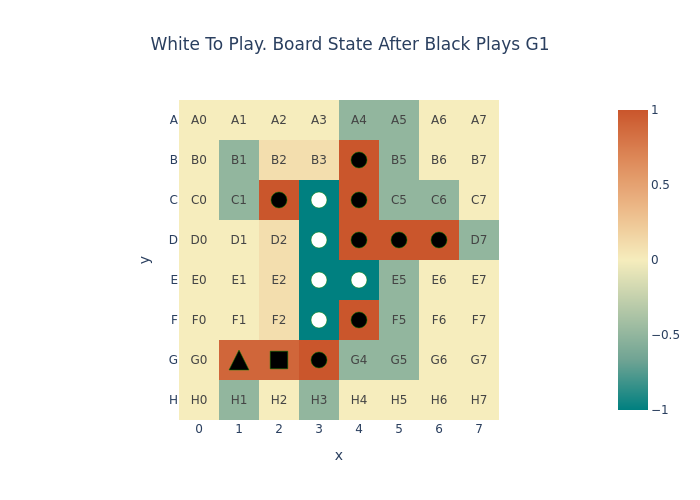 White To Play. Board State After Black Plays G1
A A0 A1 A2 A3 A4 A5 A6 A7 1
B B0 B1 B2 B3 B5 B6 B7
C C0 C1 C5 C6 C7 0.5
D D0 D1 D2 D7
y 0
E E0 E1 E2 E5 E6 E7
F F0 F1 F2 F5 F6 F7 −0.5
G G0 G4 G5 G6 G7
H H0 H1 H2 H3 H4 H5 H6 H7 −1
0 1 2 3 4 5 6 7
x